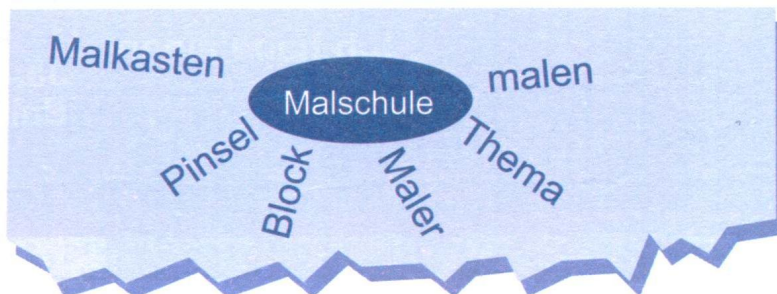 Malkasten
malen
Malschule
Pinsel
Block
Maler
Thema